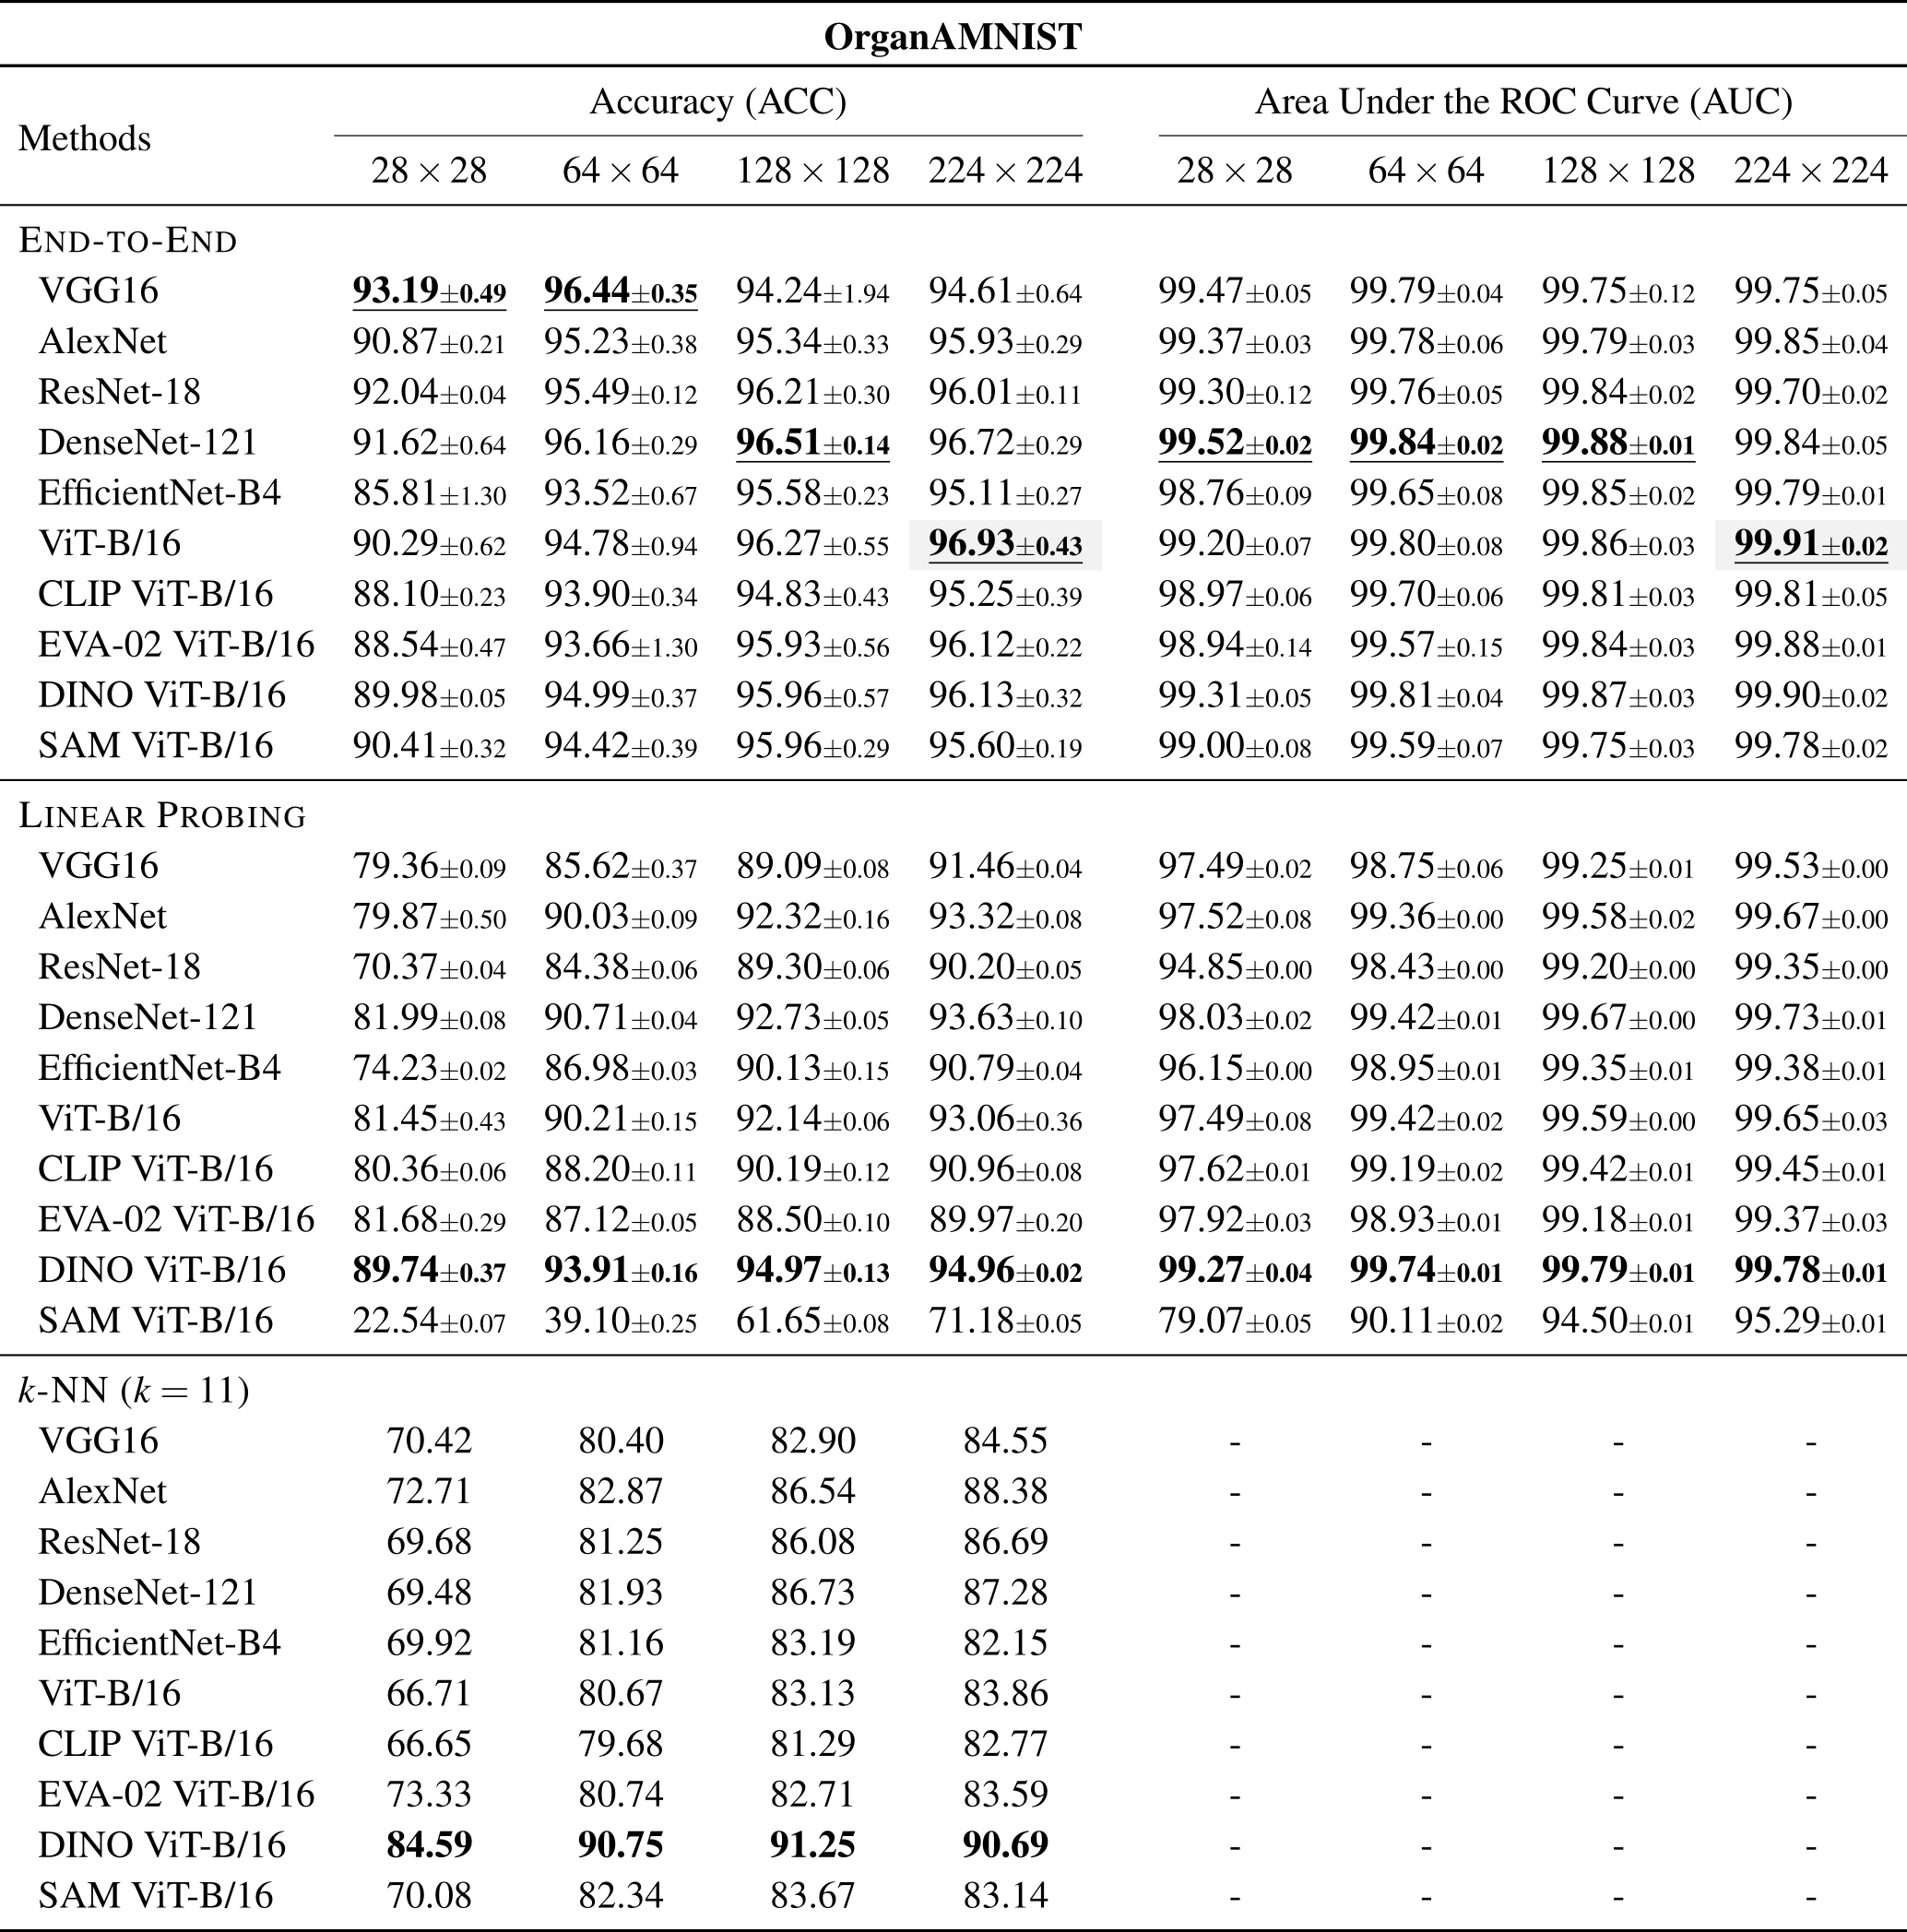 OrganAMNIST
Methods Accuracy (ACC) Area Under the ROC Curve (AUC)
28 × 28 64 × 64 128 × 128 224 × 224 28 × 28 64 × 64 128 × 128 224 × 224
END-TO-END
VGG16 93.19±0.49 96.44±0.35 94.24±1.94 94.61±0.64 99.47±0.05 99.79±0.04 99.75±0.12 99.75±0.05
AlexNet 90.87±0.21 95.23±0.38 95.34±0.33 95.93±0.29 99.37±0.03 99.78±0.06 99.79±0.03 99.85±0.04
ResNet-18 92.04±0.04 95.49±0.12 96.21±0.30 96.01±0.11 99.30±0.12 99.76±0.05 99.84±0.02 99.70±0.02
DenseNet-121 91.62±0.64 96.16±0.29 96.51±0.14 96.72±0.29 99.52±0.02 99.84±0.02 99.88±0.01 99.84±0.05
EfficientNet-B4 85.81±1.30 93.52±0.67 95.58±0.23 95.11±0.27 98.76±0.09 99.65±0.08 99.85±0.02 99.79±0.01
ViT-B/16 90.29±0.62 94.78±0.94 96.27±0.55 96.93±0.43 99.20±0.07 99.80±0.08 99.86±0.03 99.91±0.02
CLIP ViT-B/16 88.10±0.23 93.90±0.34 94.83±0.43 95.25±0.39 98.97±0.06 99.70±0.06 99.81±0.03 99.81±0.05
EVA-02 ViT-B/16 88.54±0.47 93.66±1.30 95.93±0.56 96.12±0.22 98.94±0.14 99.57±0.15 99.84±0.03 99.88±0.01
DINO ViT-B/16 89.98±0.05 94.99±0.37 95.96±0.57 96.13±0.32 99.31±0.05 99.81±0.04 99.87±0.03 99.90±0.02
SAM ViT-B/16 90.41±0.32 94.42±0.39 95.96±0.29 95.60±0.19 99.00±0.08 99.59±0.07 99.75±0.03 99.78±0.02
LINEAR PROBING
VGG16 79.36±0.09 85.62±0.37 89.09±0.08 91.46±0.04 97.49±0.02 98.75±0.06 99.25±0.01 99.53±0.00
AlexNet 79.87±0.50 90.03±0.09 92.32±0.16 93.32±0.08 97.52±0.08 99.36±0.00 99.58±0.02 99.67±0.00
ResNet-18 70.37±0.04 84.38±0.06 89.30±0.06 90.20±0.05 94.85±0.00 98.43±0.00 99.20±0.00 99.35±0.00
DenseNet-121 81.99±0.08 90.71±0.04 92.73±0.05 93.63±0.10 98.03±0.02 99.42±0.01 99.67±0.00 99.73±0.01
EfficientNet-B4 74.23±0.02 86.98±0.03 90.13±0.15 90.79±0.04 96.15±0.00 98.95±0.01 99.35±0.01 99.38±0.01
ViT-B/16 81.45±0.43 90.21±0.15 92.14±0.06 93.06±0.36 97.49±0.08 99.42±0.02 99.59±0.00 99.65±0.03
CLIP ViT-B/16 80.36±0.06 88.20±0.11 90.19±0.12 90.96±0.08 97.62±0.01 99.19±0.02 99.42±0.01 99.45±0.01
EVA-02 ViT-B/16 81.68±0.29 87.12±0.05 88.50±0.10 89.97±0.20 97.92±0.03 98.93±0.01 99.18±0.01 99.37±0.03
DINO ViT-B/16 89.74±0.37 93.91±0.16 94.97±0.13 94.96±0.02 99.27±0.04 99.74±0.01 99.79±0.01 99.78±0.01
SAM ViT-B/16 22.54±0.07 39.10±0.25 61.65±0.08 71.18±0.05 79.07±0.05 90.11±0.02 94.50±0.01 95.29±0.01
k-NN (k = 11)
VGG16 70.42 80.40 82.90 84.55 - - - -
AlexNet 72.71 82.87 86.54 88.38 - - - -
ResNet-18 69.68 81.25 86.08 86.69 - - - -
DenseNet-121 69.48 81.93 86.73 87.28 - - - -
EfficientNet-B4 69.92 81.16 83.19 82.15 - - - -
ViT-B/16 66.71 80.67 83.13 83.86 - - - -
CLIP ViT-B/16 66.65 79.68 81.29 82.77 - - - -
EVA-02 ViT-B/16 73.33 80.74 82.71 83.59 - - - -
DINO ViT-B/16 84.59 90.75 91.25 90.69 - - - -
SAM ViT-B/16 70.08 82.34 83.67 83.14 - - - -